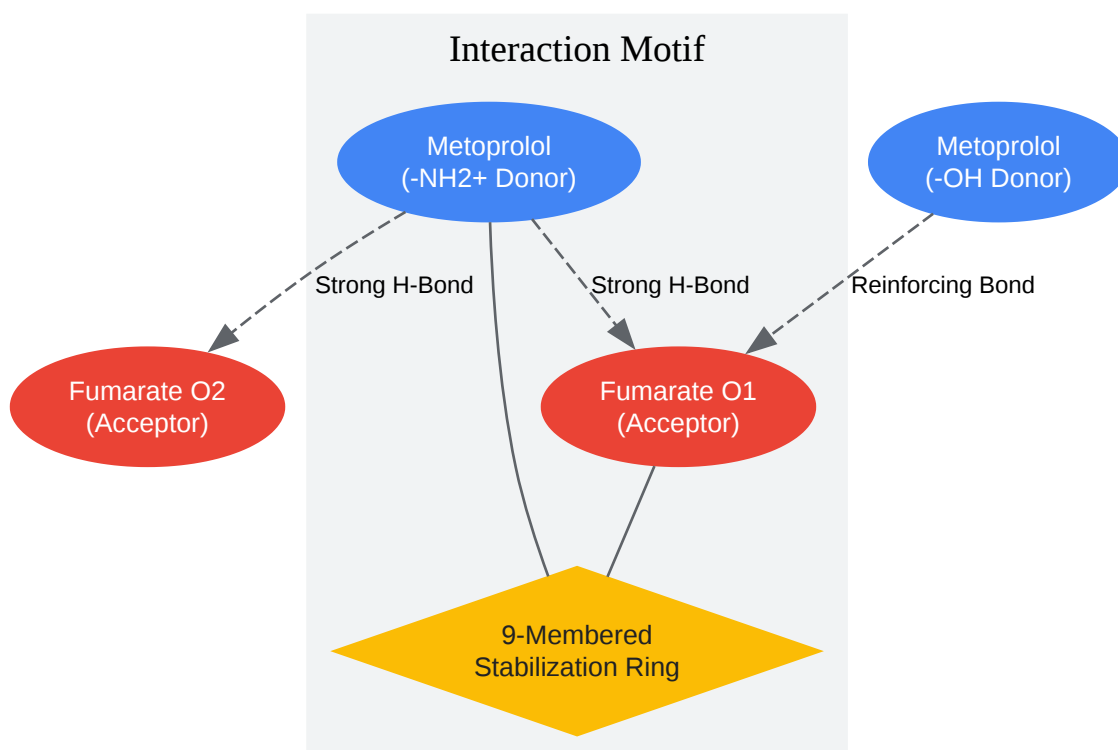 Interaction Motif
Metoprolol
(-NH2+ Donor)
Metoprolol
(-OH Donor)
Strong H-Bond
Strong H-Bond
Reinforcing Bond
Fumarate O2
(Acceptor)
Fumarate O1
(Acceptor)
9-Membered
Stabilization Ring